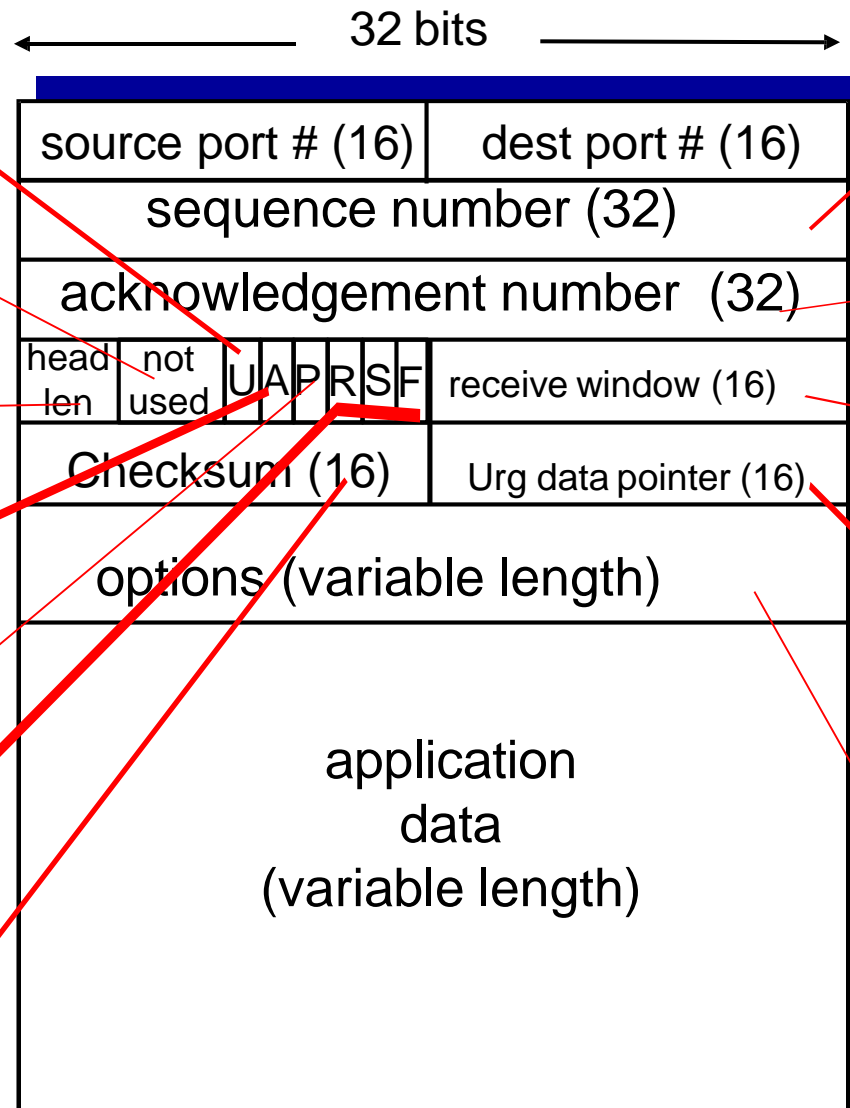 32 bits
source port # (16) dest port # (16)
sequence number (32)
acknowledgement number (32)
head len not used U A P R S F receive window (16)
Checksum (16) Urg data pointer (16)
options (variable length)
application
data
(variable length)